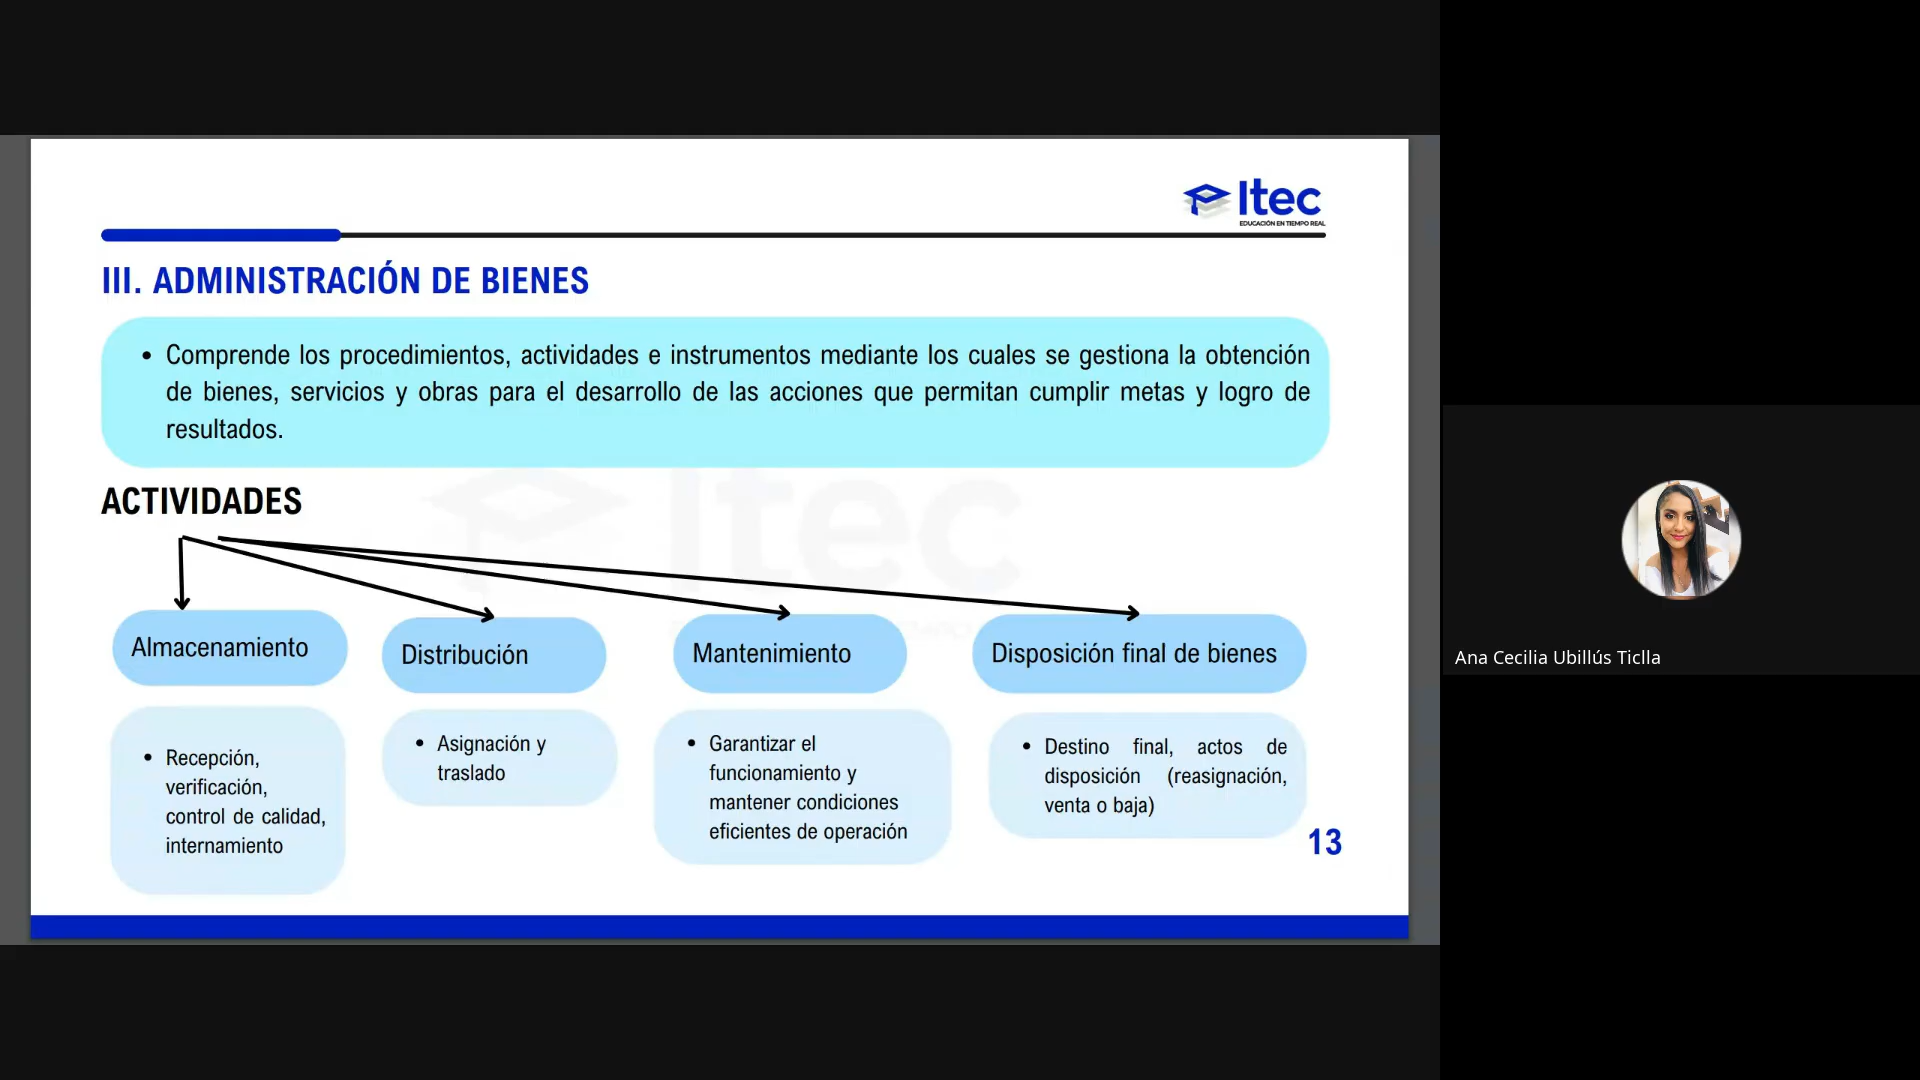 Itec
EDUCACIÓN EN TIEMPO REAL
III. ADMINISTRACIÓN DE BIENES
• Comprende los procedimientos, actividades e instrumentos mediante los cuales se gestiona la obtención
de bienes, servicios y obras para el desarrollo de las acciones que permitan cumplir metas y logro de
resultados.
Itec
ACTIVIDADES
Almacenamiento
Distribución
Mantenimiento
Disposición final de bienes
• Recepción,
verificación,
control de calidad,
internamiento
• Asignación y
traslado
• Garantizar el
funcionamiento y
mantener condiciones
eficientes de operación
• Destino final, actos de
disposición (reasignación,
venta o baja)
13
Ana Cecilia Ubillús Ticlla